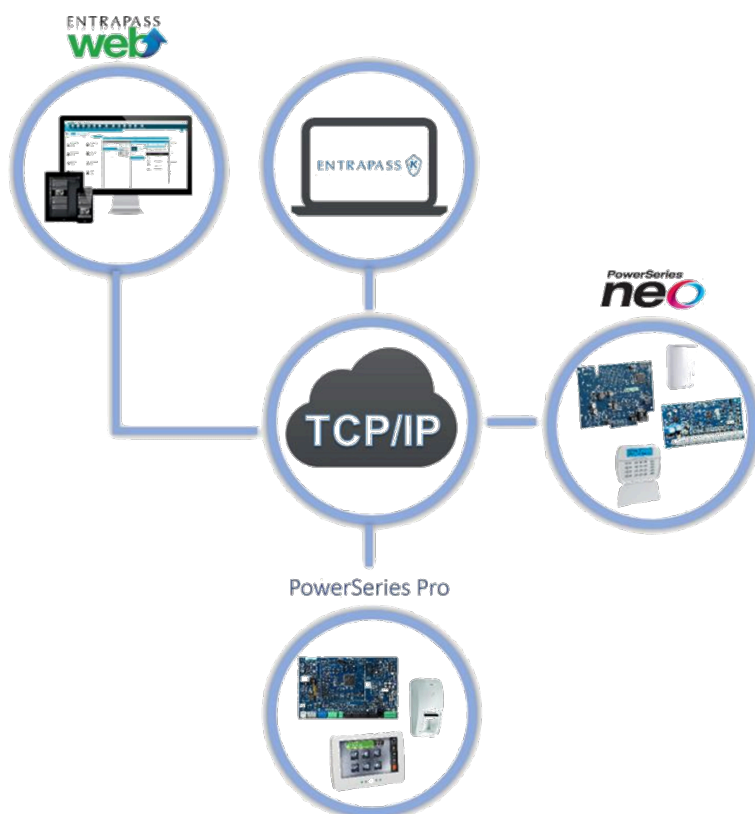 ENTRAPASS
web
ENTRAPASS K
PowerSeries
neo
TCP/IP
PowerSeries Pro